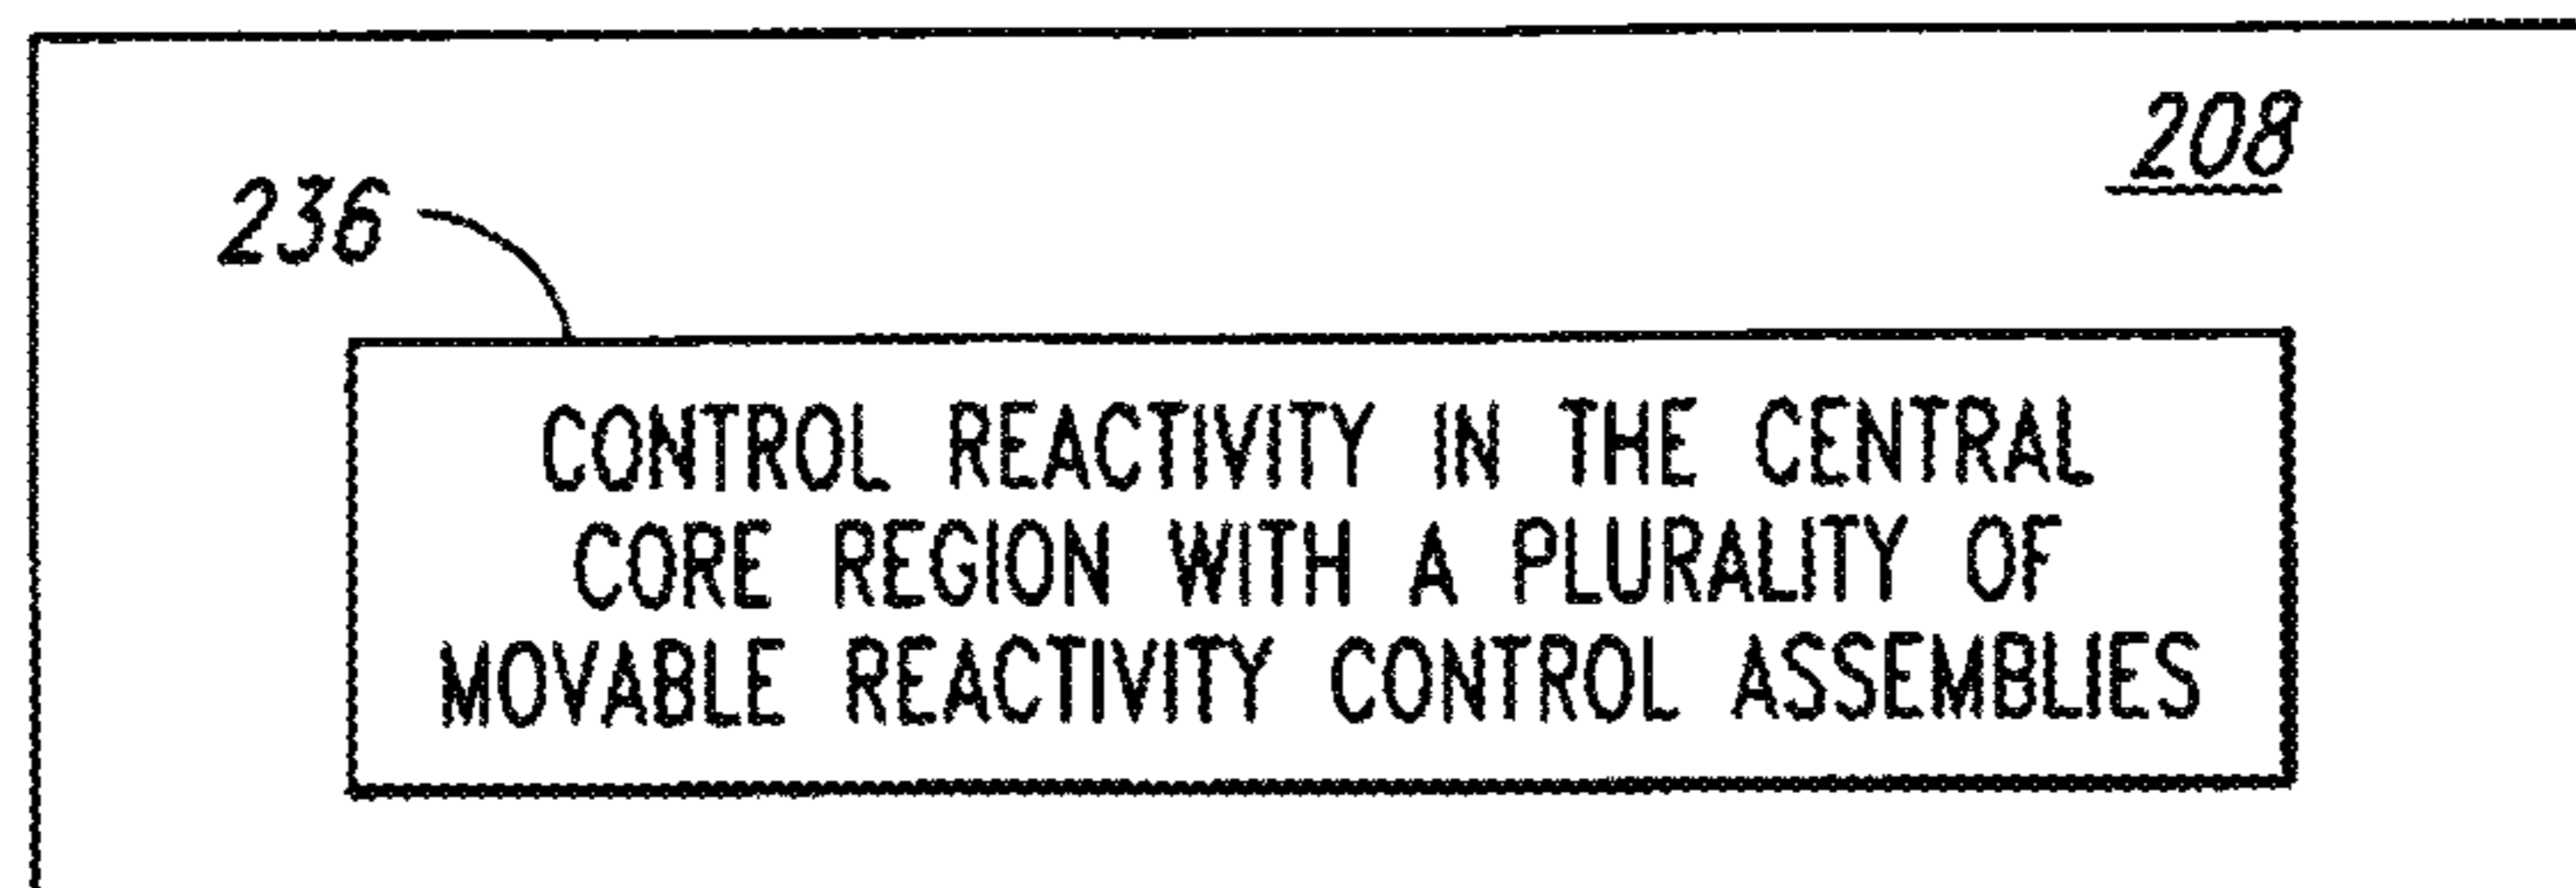 208
236
CONTROL REACTIVITY IN THE CENTRAL
CORE REGION WITH A PLURALITY OF
MOVABLE REACTIVITY CONTROL ASSEMBLIES